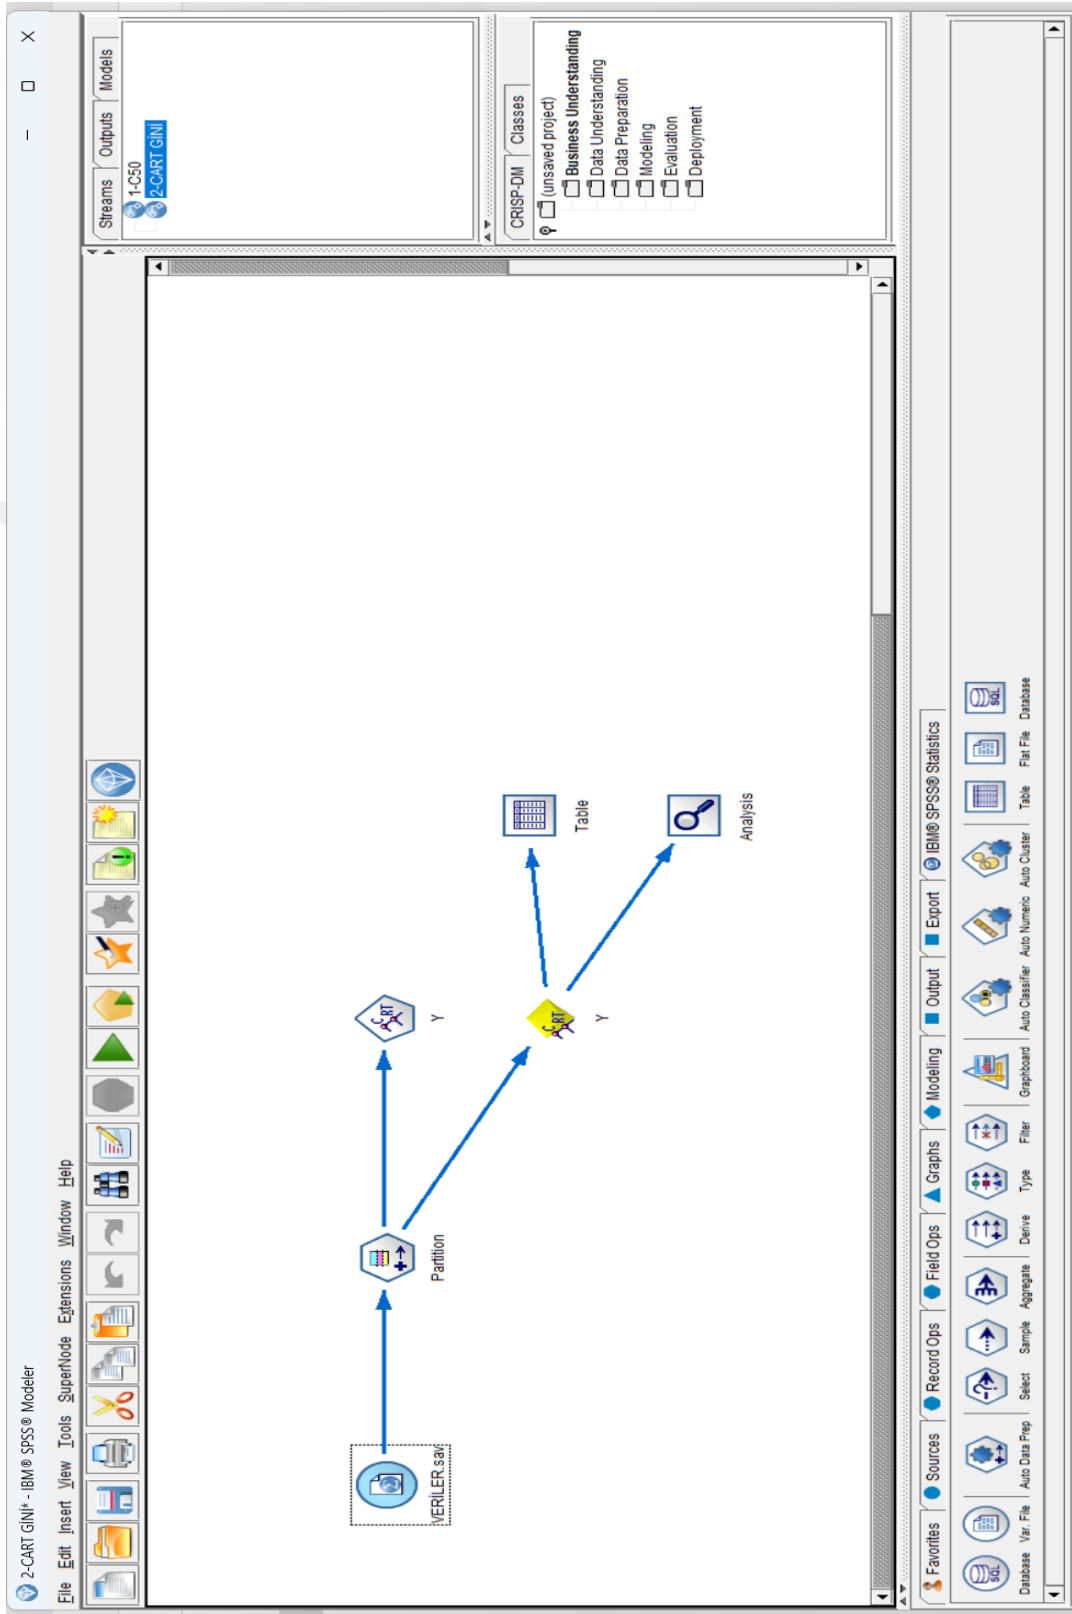 2-CART GİNİ* - IBM® SPSS® Modeler
File Edit Insert View Tools SuperNode Extensions Window Help
VERİLER.sav
Partition
Y
C RT
Y
C RT
Table
Analysis
Streams Outputs Models
1-C50
2-CART GİNİ
CRISP-DM Classes
(unsaved project)
Business Understanding
Data Understanding
Data Preparation
Modeling
Evaluation
Deployment
Favorites Sources Record Ops Field Ops Graphs Modeling Output Export IBM® SPSS® Statistics
SQL SQL
Database Var. File Auto Data Prep Select Sample Aggregate Derive Type Filter Graphboard Auto Classifier Auto Numeric Auto Cluster Table Flat File Database